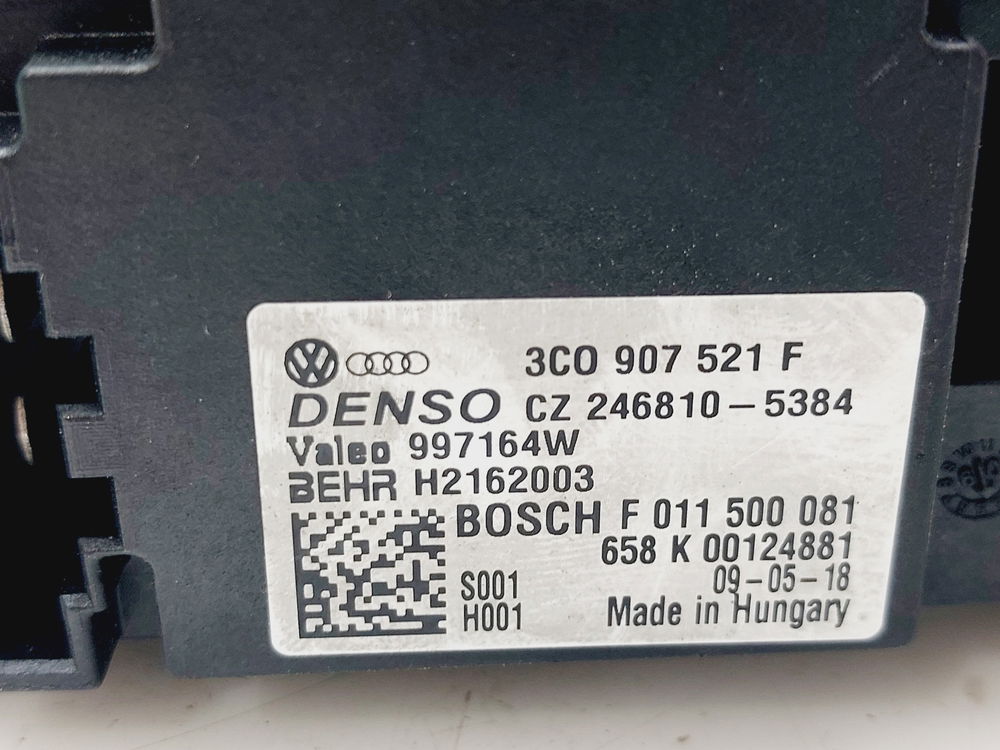 3C0 907 521 F
DENSO CZ 246810-5384
Valeo 997164W
BEHR H2162003
BOSCH F 011 500 081
658 K 00124881
S001 09-05-18
H001 Made in Hungary